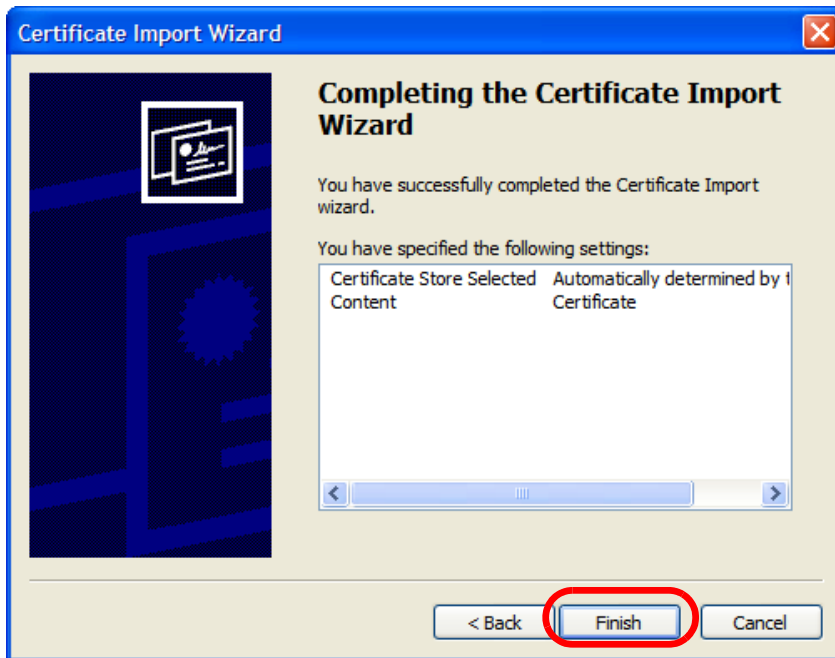 Certificate Import Wizard
Completing the Certificate Import
Wizard
You have successfully completed the Certificate Import
wizard.
You have specified the following settings:
Certificate Store Selected Automatically determined by t
Content Certificate
< Back Finish Cancel